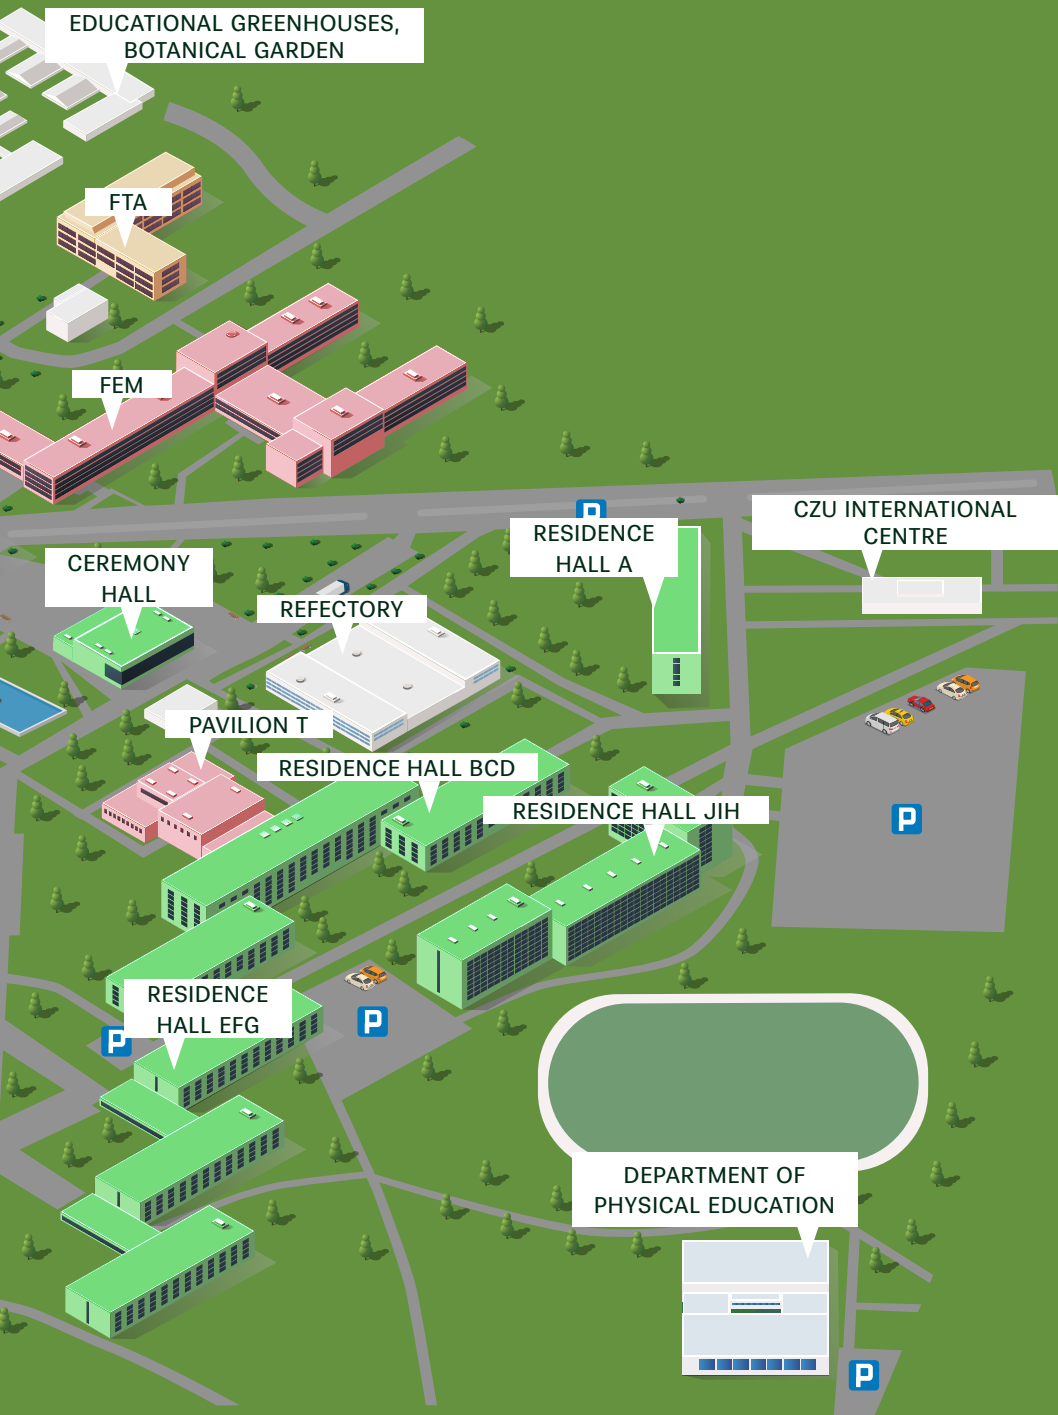 EDUCATIONAL GREENHOUSES,
BOTANICAL GARDEN
FTA
FEM
P
RESIDENCE
HALL A
CZU INTERNATIONAL
CENTRE
CEREMONY
HALL
REFECTORY
PAVILION T
RESIDENCE HALL BCD
RESIDENCE HALL JIH
P
RESIDENCE
HALL EFG
P
P
DEPARTMENT OF
PHYSICAL EDUCATION
P